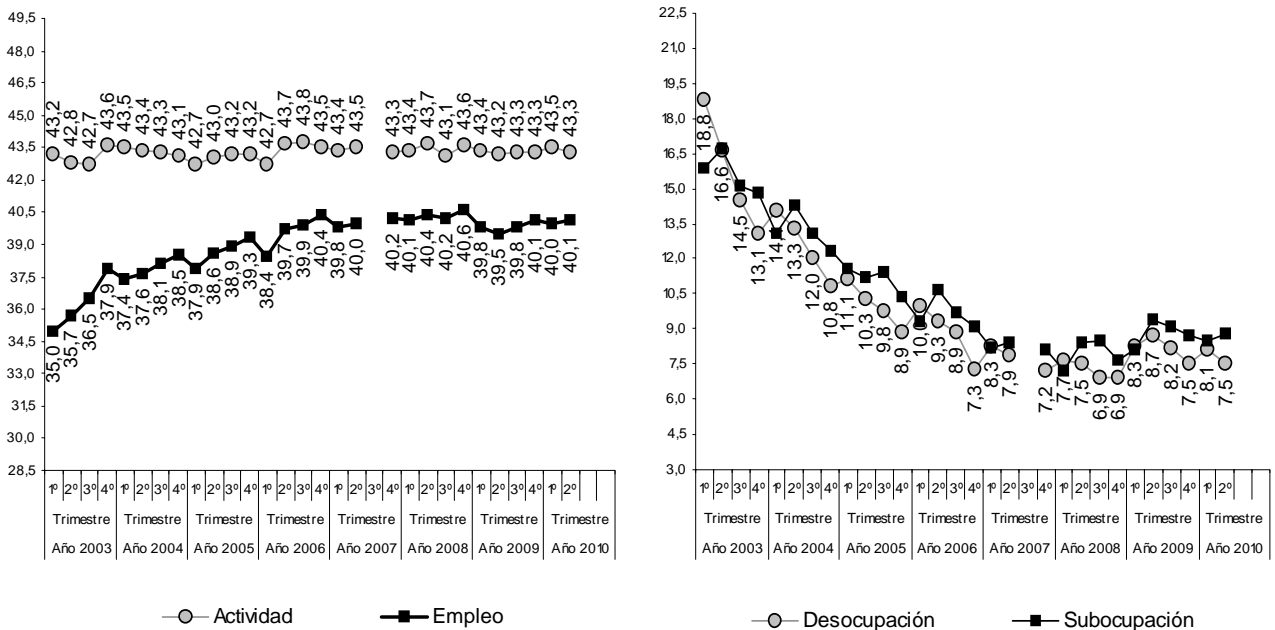 49,5
48,0
46,5
45,0
43,5
42,0
40,5
39,0
37,5
36,0
34,5
33,0
31,5
30,0
28,5
43,2 42,8 42,7 43,6 43,5 43,4 43,3 43,1 42,7 43,0 43,2 43,2 42,7 43,7 43,8 43,5 43,4 43,5 43,3 43,4 43,7 43,1 43,6 43,4 43,2 43,3 43,3 43,5 43,3
35,0 35,7 36,5 37,9 37,4 37,6 38,1 38,5 37,9 38,6 38,9 39,3 38,4 39,7 39,9 40,4 39,8 40,0 40,2 40,1 40,4 40,2 40,6 39,8 39,5 39,8 40,1 40,0 40,1
1º 2º 3º 4º 1º 2º 3º 4º 1º 2º 3º 4º 1º 2º 3º 4º 1º 2º 3º 4º 1º 2º 3º 4º 1º 2º 3º 4º 1º 2º
Trimestre Trimestre Trimestre Trimestre Trimestre Trimestre Trimestre Trimestre
Año 2003 Año 2004 Año 2005 Año 2006 Año 2007 Año 2008 Año 2009 Año 2010
Actividad Empleo
22,5
21,0
19,5
18,0
16,5
15,0
13,5
12,0
10,5
9,0
7,5
6,0
4,5
3,0
18,8 16,6 14,5 13,1 13,3 12,0 10,8 11,1 10,3 9,8 8,9 9,3 8,9 7,3 8,3 7,9 7,2 7,7 7,5 6,9 6,9 8,3 8,7 8,2 7,5 8,1 7,5
1º 2º 3º 4º 1º 2º 3º 4º 1º 2º 3º 4º 1º 2º 3º 4º 1º 2º 3º 4º 1º 2º 3º 4º 1º 2º 3º 4º 1º 2º
Trimestre Trimestre Trimestre Trimestre Trimestre Trimestre Trimestre Trimestre
Año 2003 Año 2004 Año 2005 Año 2006 Año 2007 Año 2008 Año 2009 Año 2010
Desocupación Subocupación